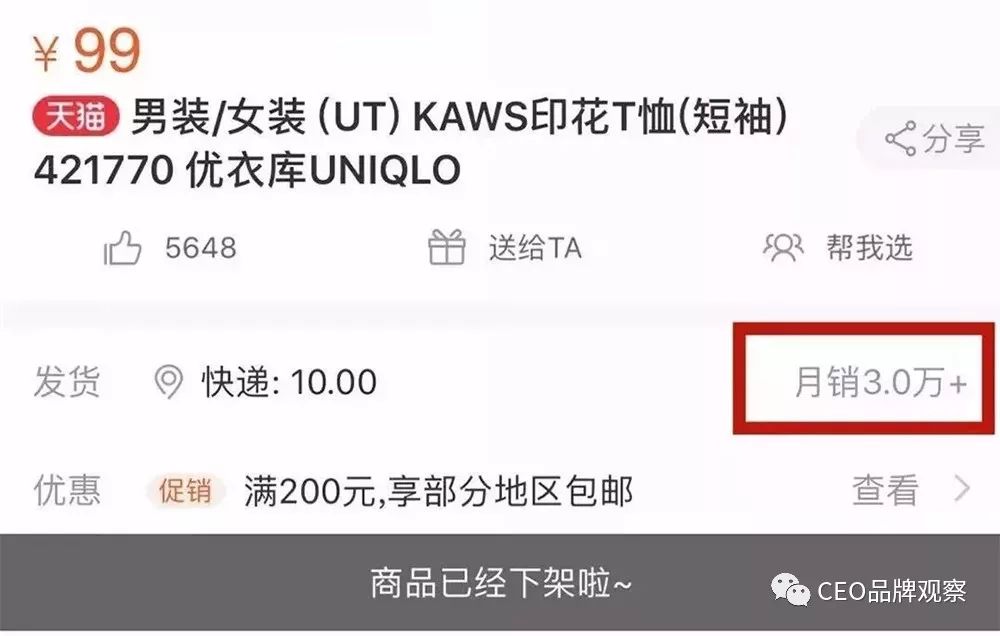 ¥ 99
天猫 男装/女装 (UT) KAWS印花T恤(短袖)
421770 优衣库UNIQLO
分享
5648 送给TA 帮我选
发货 快递: 10.00 月销3.0万+
优惠 促销 满200元,享部分地区包邮 查看
商品已经下架啦~
CEO品牌观察